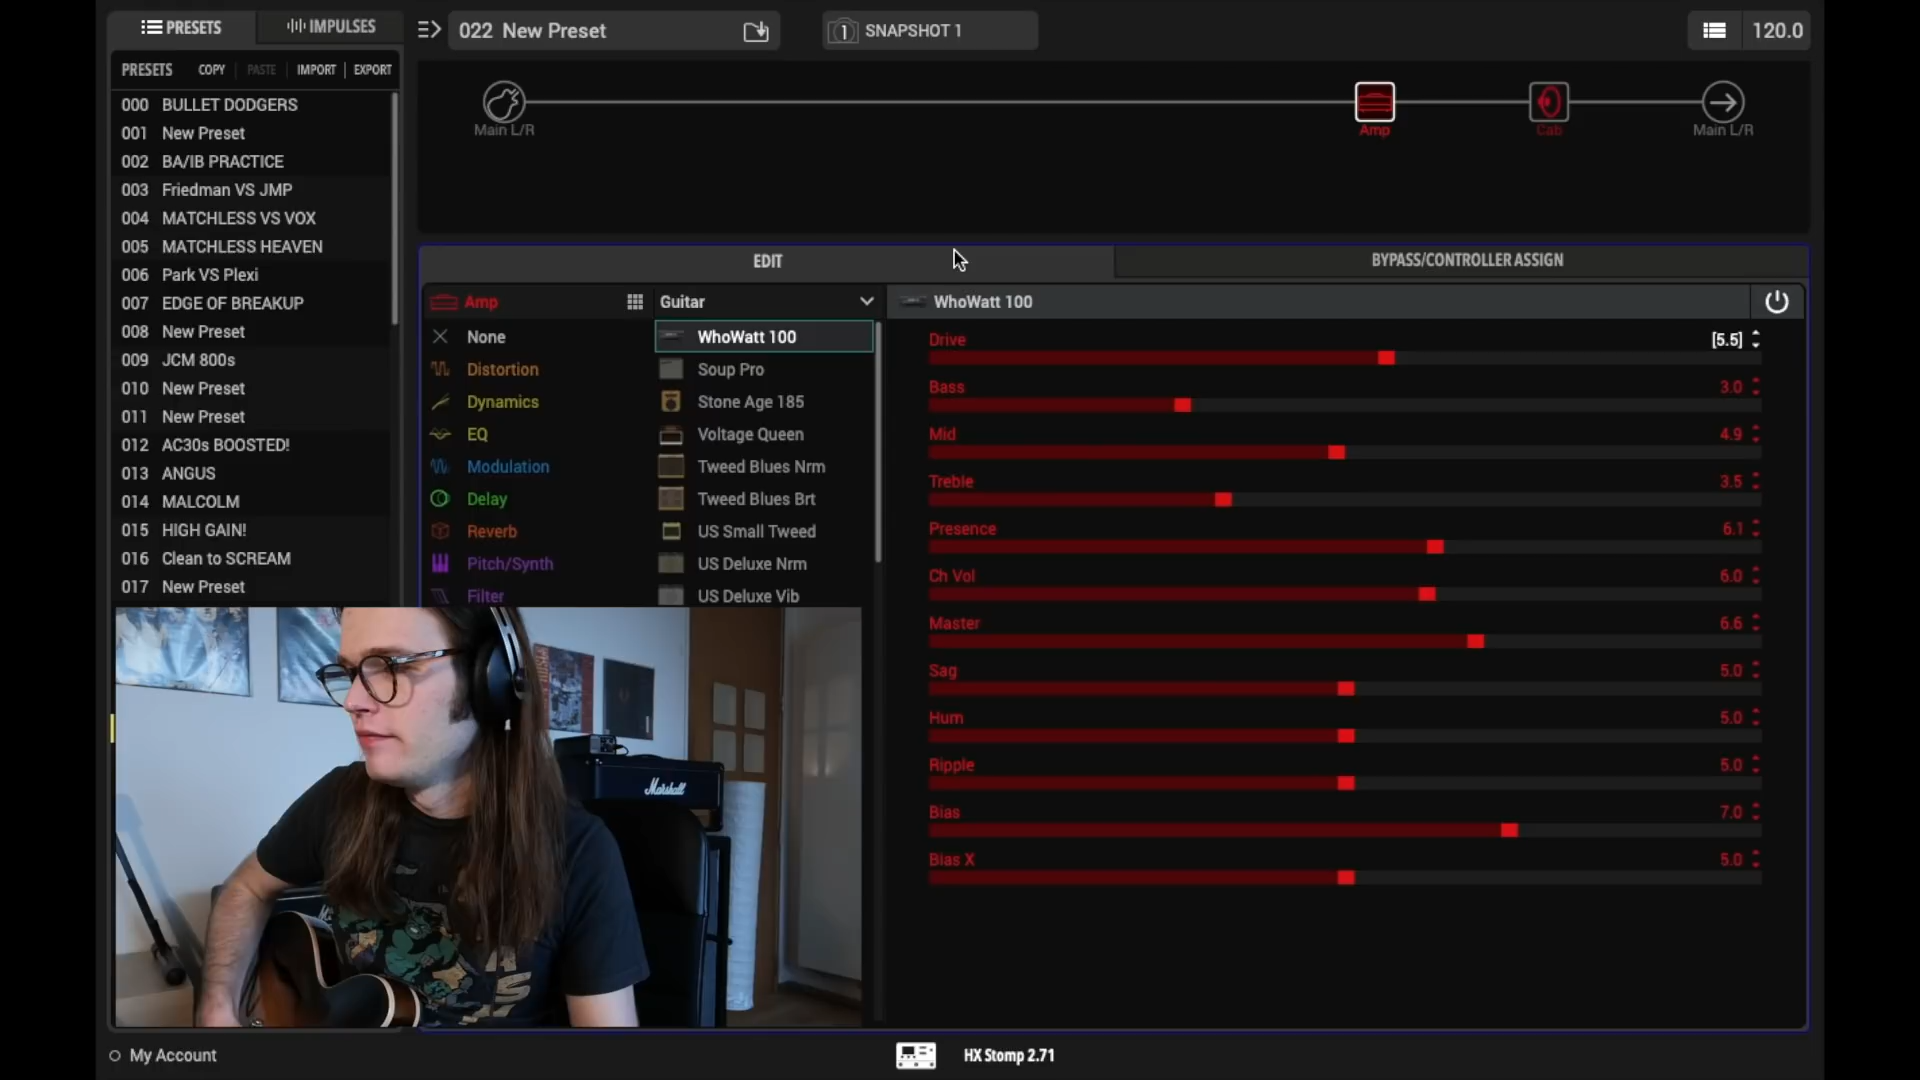 PRESETS
IMPULSES
022 New Preset
1
SNAPSHOT 1
120.0
PRESETS COPY PASTE IMPORT EXPORT
000 BULLET DODGERS
001 New Preset
002 BA/IB PRACTICE
003 Friedman VS JMP
004 MATCHLESS VS VOX
005 MATCHLESS HEAVEN
006 Park VS Plexi
007 EDGE OF BREAKUP
008 New Preset
009 JCM 800s
010 New Preset
011 New Preset
012 AC30s BOOSTED!
013 ANGUS
014 MALCOLM
015 HIGH GAIN!
016 Clean to SCREAM
017 New Preset
Main L/R
Amp
Cab
Main L/R
EDIT
BYPASS/CONTROLLER ASSIGN
Amp
None
Distortion
Dynamics
EQ
Modulation
Delay
Reverb
Pitch/Synth
Filter
Guitar
WhoWatt 100
Soup Pro
Stone Age 185
Voltage Queen
Tweed Blues Nrm
Tweed Blues Brt
US Small Tweed
US Deluxe Nrm
US Deluxe Vib
WhoWatt 100
Drive [5.5]
Bass 3.0
Mid 4.9
Treble 3.5
Presence 6.1
Ch Vol 6.0
Master 6.6
Sag 5.0
Hum 5.0
Ripple 5.0
Bias 7.0
Bias X 5.0
Marshall
My Account
HX Stomp 2.71